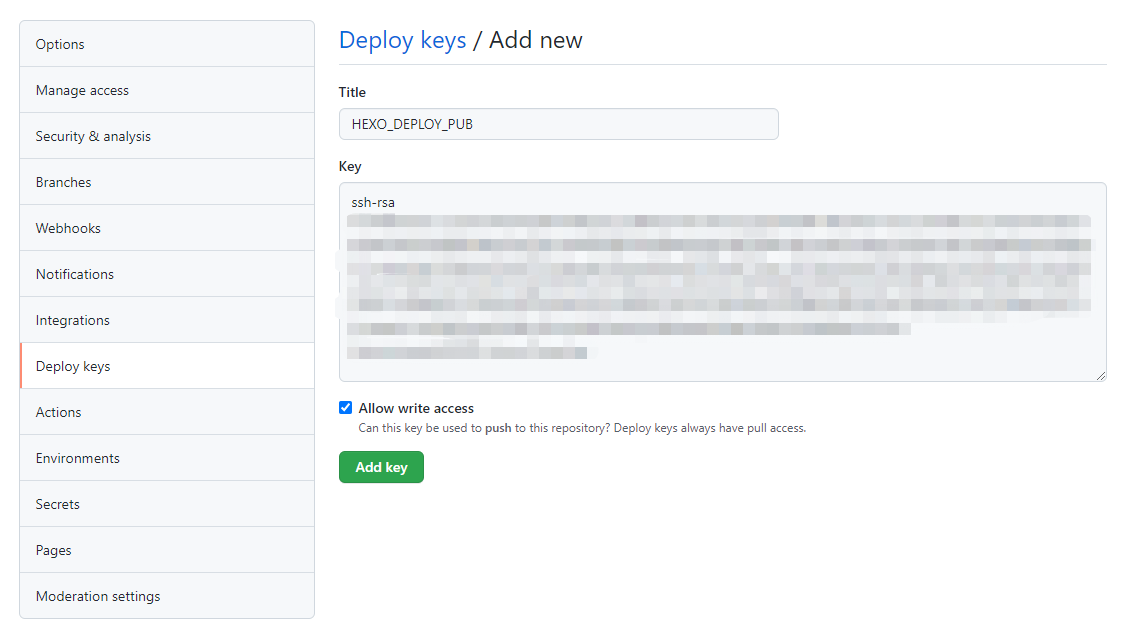 Options
Manage access
Security & analysis
Branches
Webhooks
Notifications
Integrations
Deploy keys
Actions
Environments
Secrets
Pages
Moderation settings
Deploy keys / Add new
Title
HEXO_DEPLOY_PUB
Key
ssh-rsa
Allow write access
Can this key be used to push to this repository? Deploy keys always have pull access.
Add key